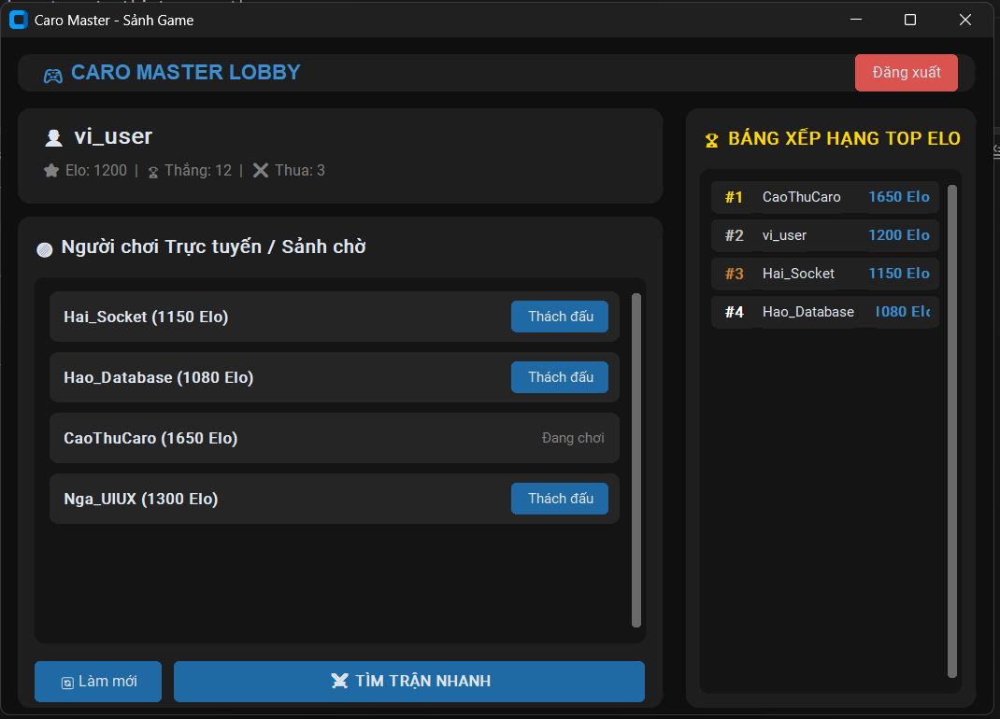 Caro Master - Sảnh Game
CARO MASTER LOBBY
Đăng xuất
vi_user
Elo: 1200 | Thắng: 12 | Thua: 3
Người chơi Trực tuyến / Sảnh chờ
Hai_Socket (1150 Elo)
Thách đấu
Hao_Database (1080 Elo)
Thách đấu
CaoThuCaro (1650 Elo)
Đang chơi
Nga_UIUX (1300 Elo)
Thách đấu
Làm mới
TÌM TRẬN NHANH
BẢNG XẾP HẠNG TOP ELO
#1 CaoThuCaro 1650 Elo
#2 vi_user 1200 Elo
#3 Hai_Socket 1150 Elo
#4 Hao_Database 1080 Elo